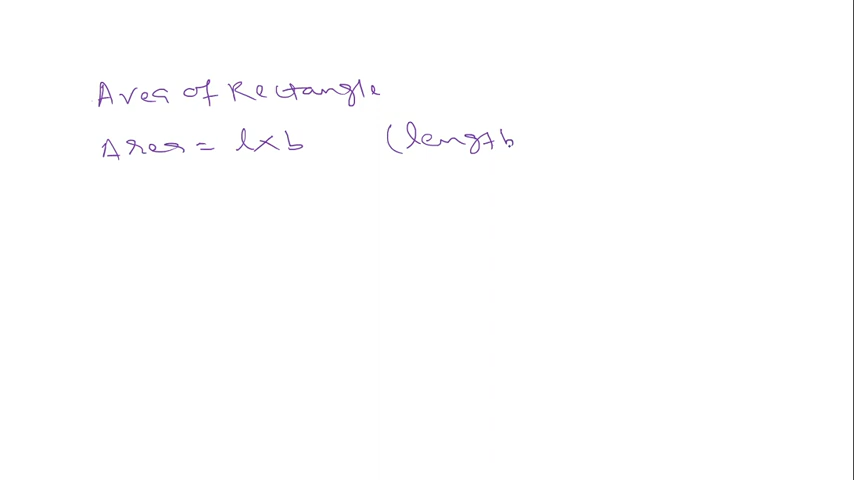 Area of Rectangle
Area = l × b (length